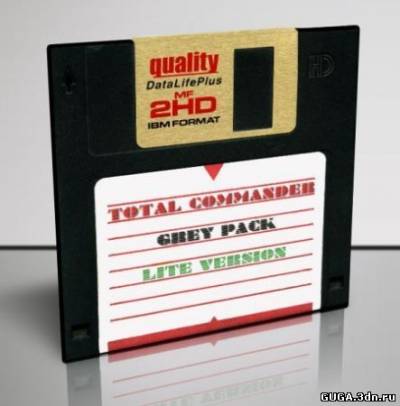 quality
DataLifePlus
MF
2HD
IBM FORMAT
HD
TOTAL COMMANDER
GREY PACK
LITE VERSION
GUGA.3dn.ru